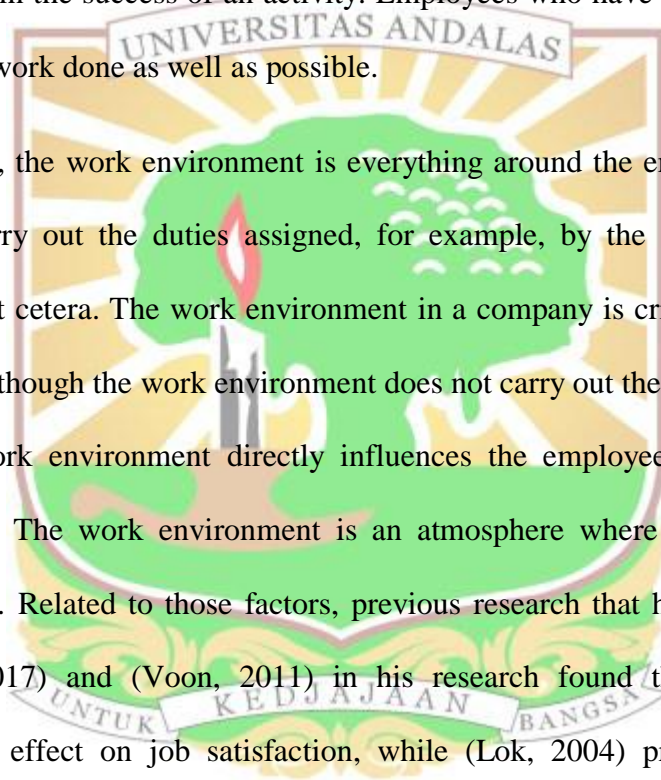 in the success of an activity. Employees who have
UNIVERSITAS ANDALAS
work done as well as possible.
, the work environment is everything around the
rry out the duties assigned, for example, by the
t cetera. The work environment in a company is
though the work environment does not carry out the
ork environment directly influences the employee
. The work environment is an atmosphere where
. Related to those factors, previous research that
017) and (Voon, 2011) in his research found
UNTUK KEDJAJAAN BANGSA
effect on job satisfaction, while (Lok, 2004)